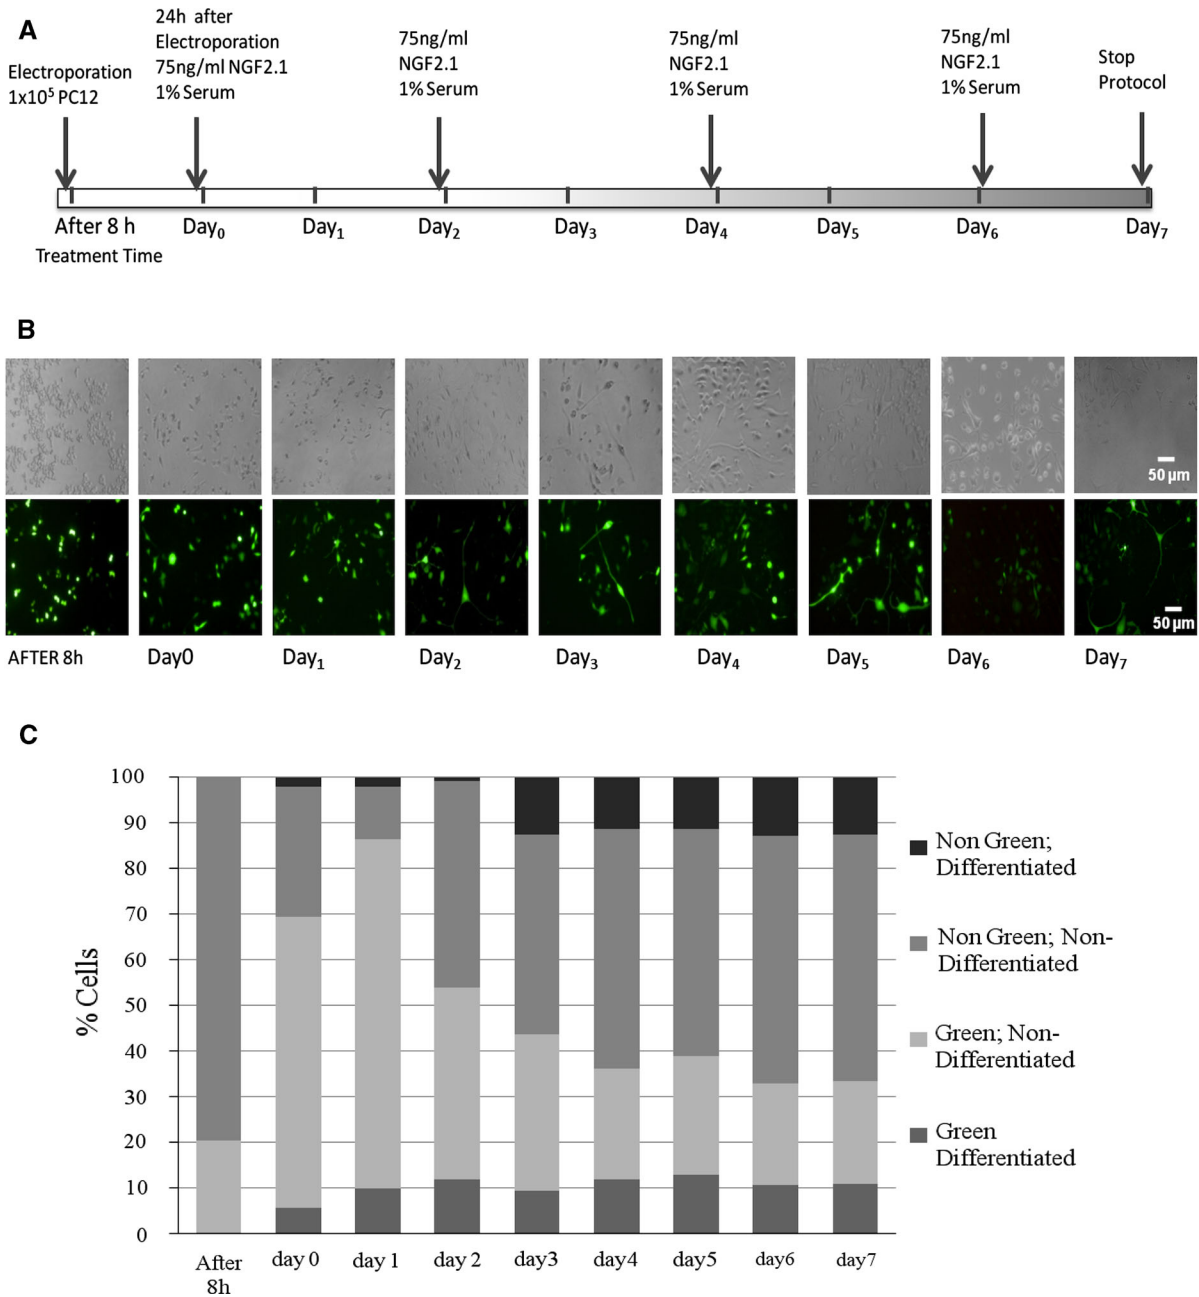 A
Electroporation
1x10⁵ PC12
24h after
Electroporation
75ng/ml NGF2.1
1% Serum
75ng/ml
NGF2.1
1% Serum
75ng/ml
NGF2.1
1% Serum
75ng/ml
NGF2.1
1% Serum
Stop
Protocol
After 8 h
Day₀
Day₁
Day₂
Day₃
Day₄
Day₅
Day₆
Day₇
Treatment Time
B
50 µm
50 µm
AFTER 8h
Day0
Day₁
Day₂
Day₃
Day₄
Day₅
Day₆
Day₇
C
% Cells
100
90
80
70
60
50
40
30
20
10
0
After
8h
day 0
day 1
day 2
day3
day4
day5
day6
day7
Non Green;
Differentiated
Non Green; Non-
Differentiated
Green; Non-
Differentiated
Green
Differentiated